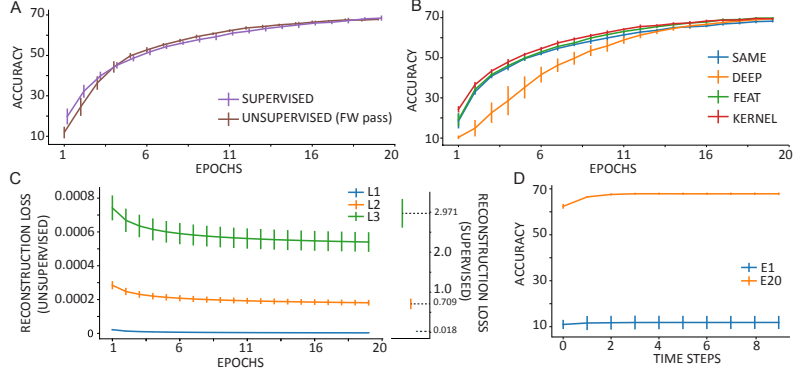 A
ACCURACY
70
50
30
10
1
6
11
16
20
EPOCHS
SUPERVISED
UNSUPERVISED (FW pass)
B
ACCURACY
70
50
30
10
1
6
11
16
20
EPOCHS
SAME
DEEP
FEAT
KERNEL
C
RECONSTRUCTION LOSS
(UNSUPERVISED)
0.0008
0.0006
0.0004
0.0002
0
1
6
11
16
20
EPOCHS
L1
L2
L3
2.971
2.0
1.0
0.709
0.018
RECONSTRUCTION LOSS
(SUPERVISED)
D
ACCURACY
70
50
30
10
0
2
4
6
8
TIME STEPS
E1
E20